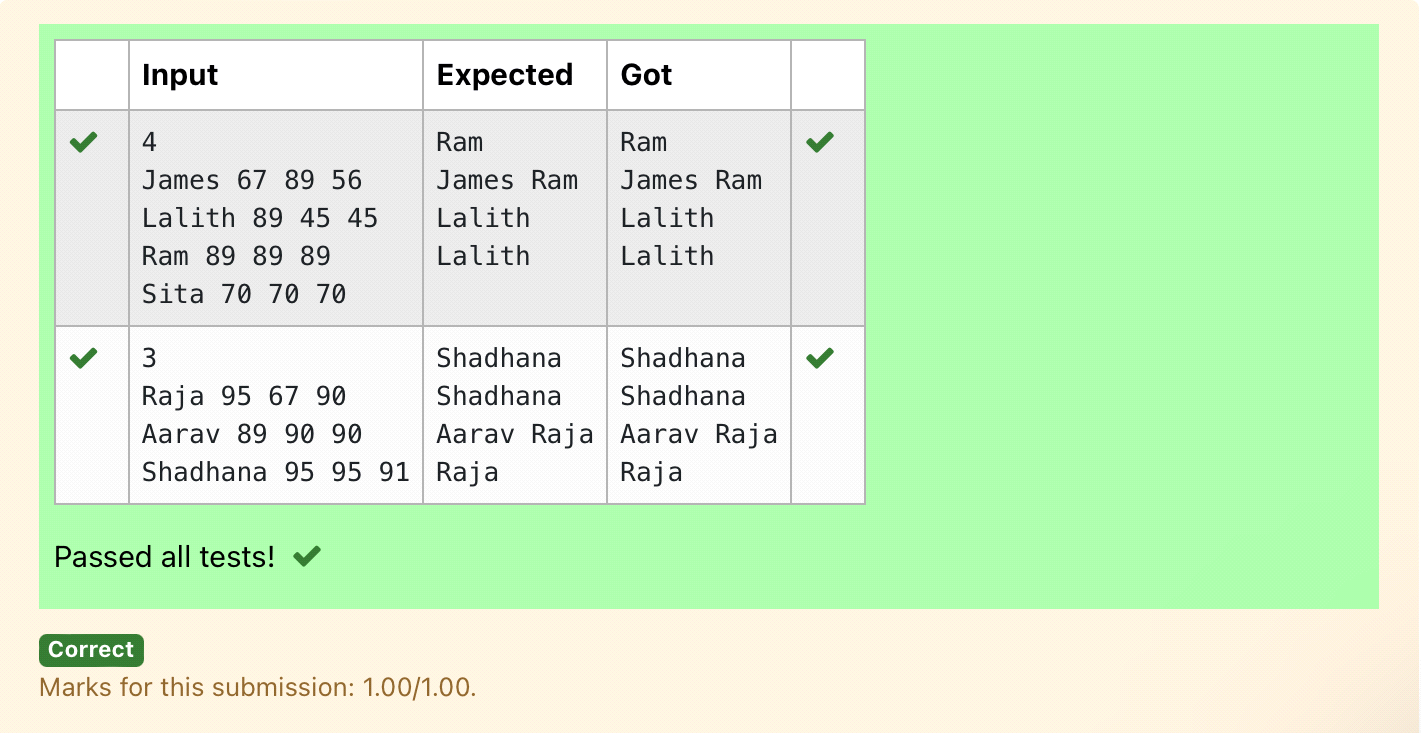 Input Expected Got
4
James 67 89 56
Lalith 89 45 45
Ram 89 89 89
Sita 70 70 70
Ram
James Ram
Lalith
Lalith
Ram
James Ram
Lalith
Lalith
3
Raja 95 67 90
Aarav 89 90 90
Shadhana 95 95 91
Shadhana
Shadhana
Aarav Raja
Raja
Shadhana
Shadhana
Aarav Raja
Raja
Passed all tests!
Correct
Marks for this submission: 1.00/1.00.